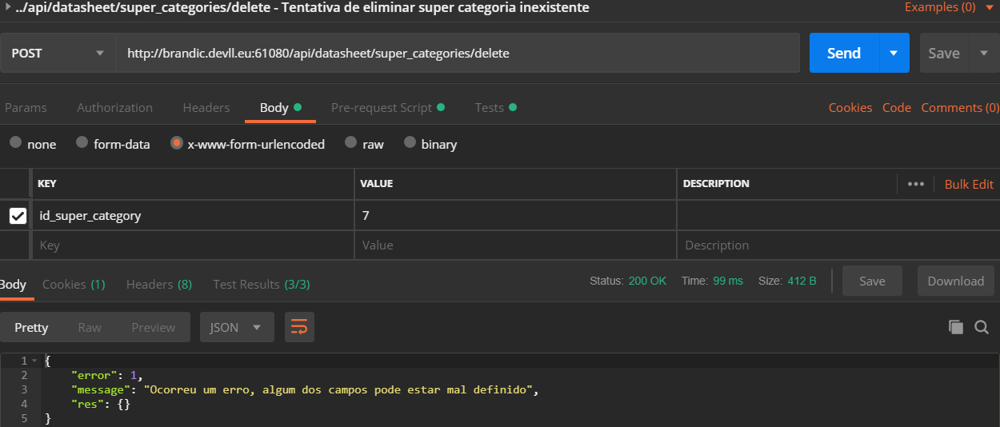 ../api/datasheet/super_categories/delete - Tentativa de eliminar super categoria inexistente Examples (0)
POST http://brandic.devll.eu:61080/api/datasheet/super_categories/delete Send Save
Params Authorization Headers Body Pre-request Script Tests Cookies Code Comments (0)
none form-data x-www-form-urlencoded raw binary
KEY VALUE DESCRIPTION ••• Bulk Edit
id_super_category 7
Key Value Description
Body Cookies (1) Headers (8) Test Results (3/3) Status: 200 OK Time: 99 ms Size: 412 B Save Download
Pretty Raw Preview JSON
1 {
2 "error": 1,
3 "message": "Ocorreu um erro, algum dos campos pode estar mal definido",
4 "res": {}
5 }